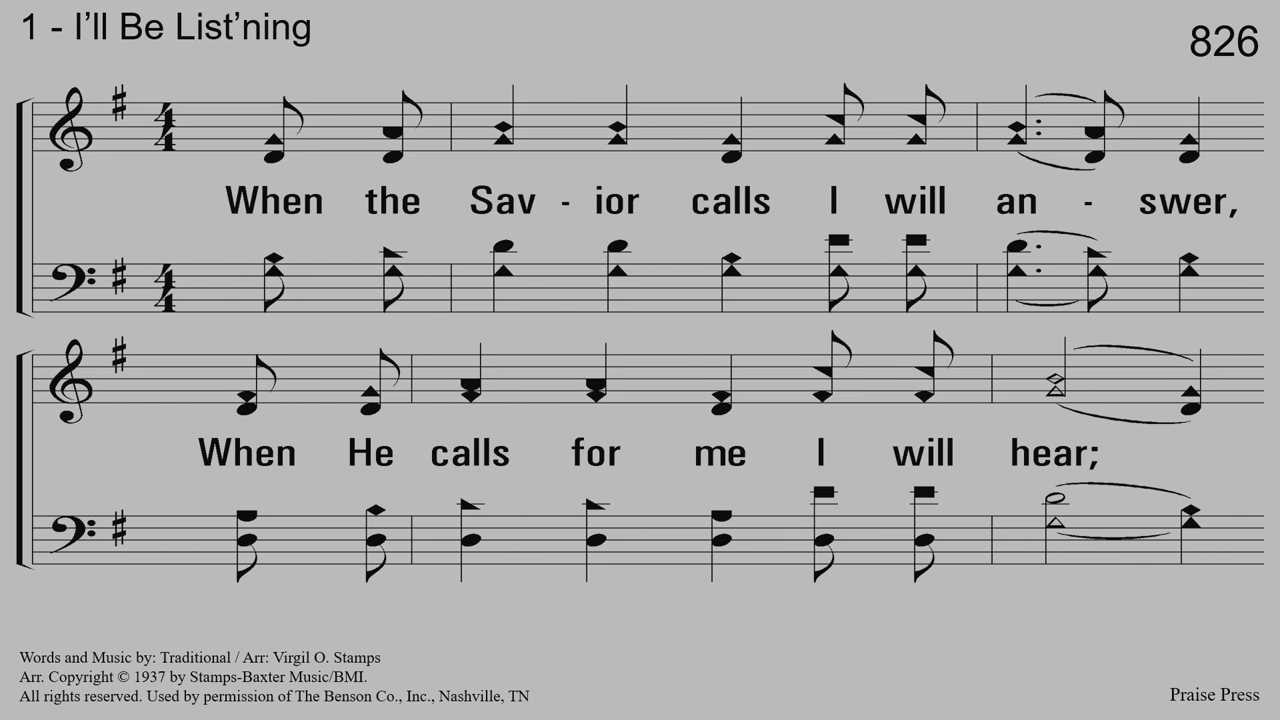 1 - I’ll Be List’ning
826
When the Sav - ior calls I will an - swer,
When He calls for me I will hear;
Words and Music by: Traditional / Arr: Virgil O. Stamps
Arr. Copyright © 1937 by Stamps-Baxter Music/BMI.
All rights reserved. Used by permission of The Benson Co., Inc., Nashville, TN
Praise Press